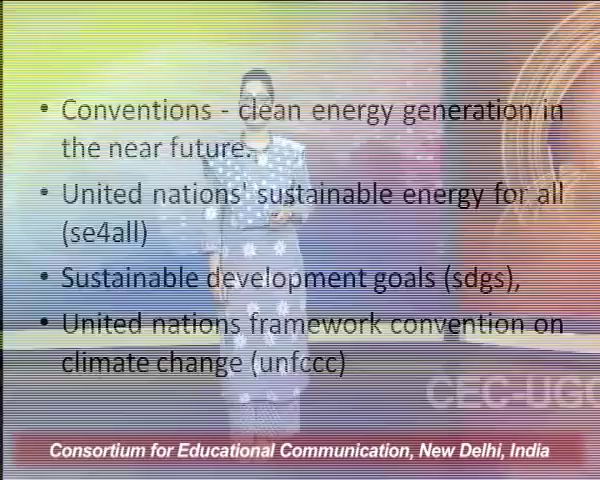 • Conventions - clean energy generation in
the near future.
• United nations' sustainable energy for all
(se4all)
• Sustainable development goals (sdgs),
• United nations framework convention on
climate change (unfccc)
CEC-UGC
Consortium for Educational Communication, New Delhi, India